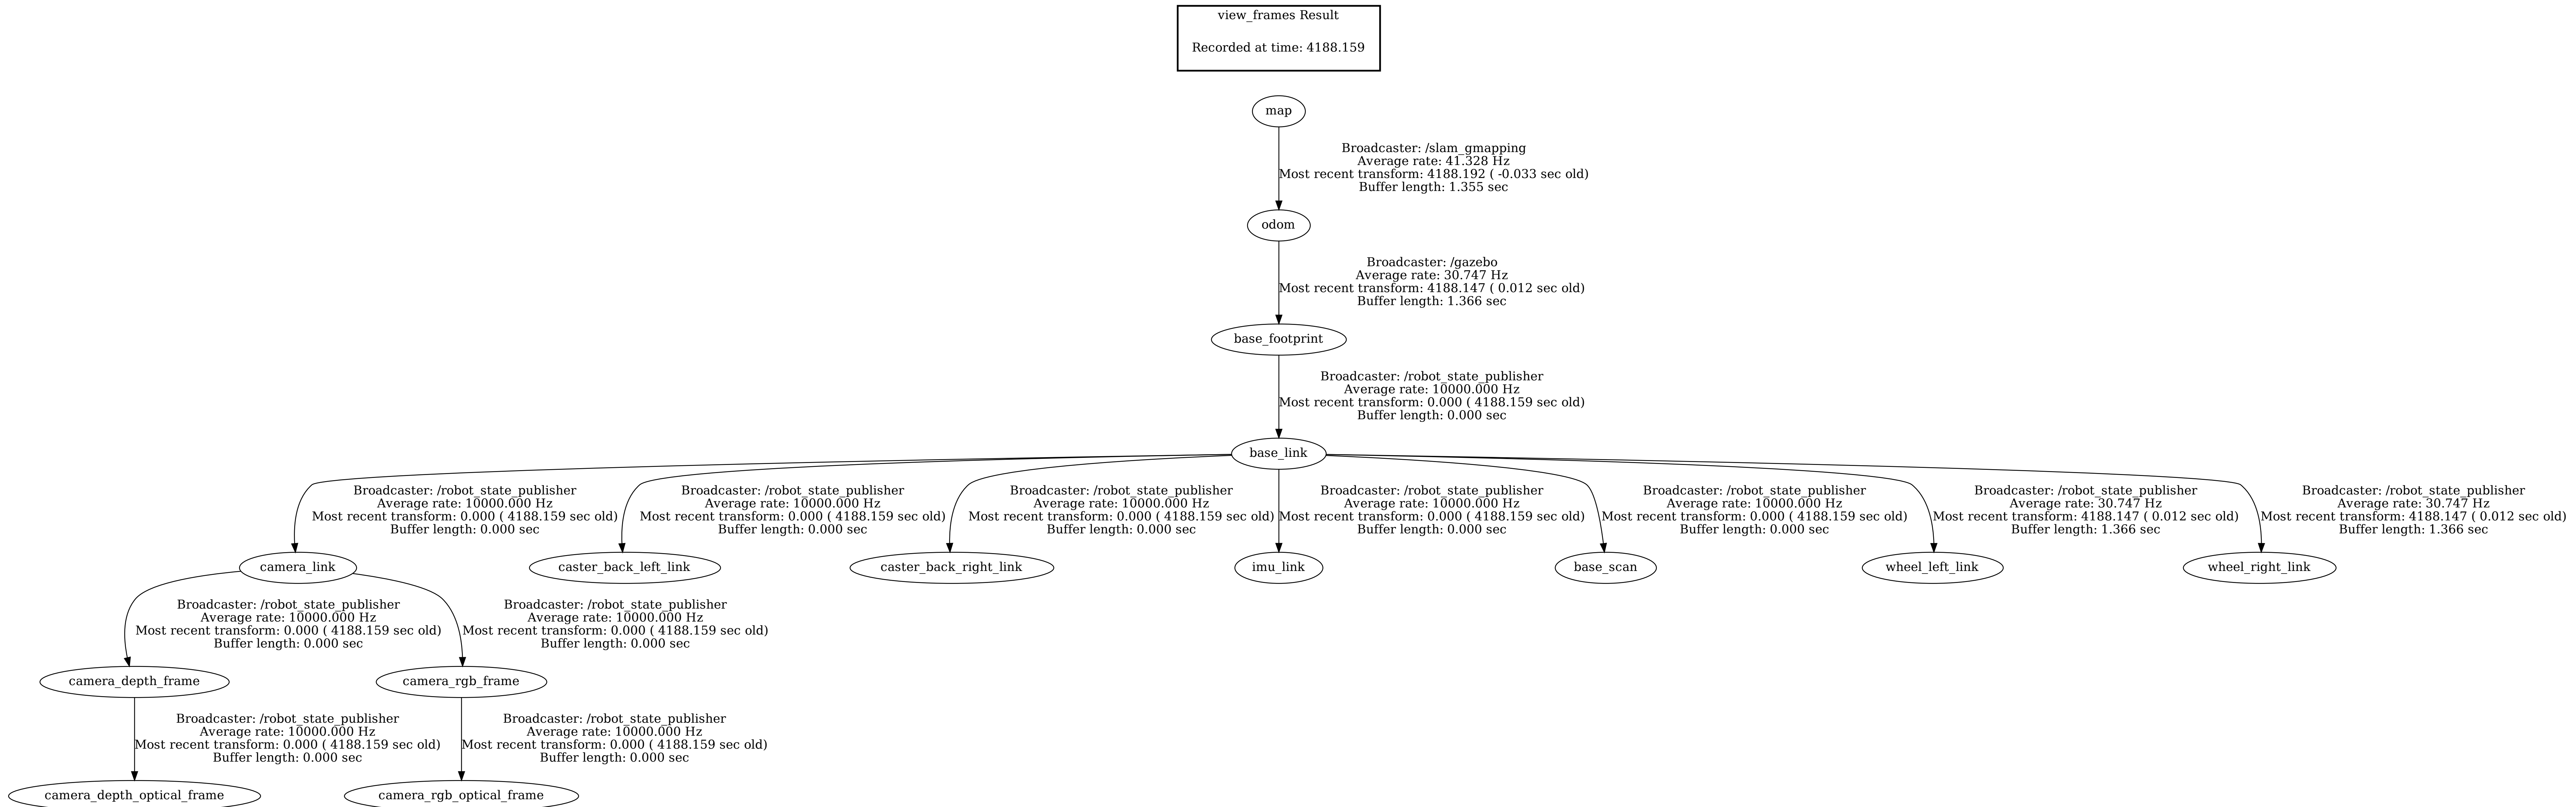 view_frames Result
Recorded at time: 4188.159
map
Broadcaster: /slam_gmapping
Average rate: 41.328 Hz
Most recent transform: 4188.192 ( -0.033 sec old)
Buffer length: 1.355 sec
odom
Broadcaster: /gazebo
Average rate: 30.747 Hz
Most recent transform: 4188.147 ( 0.012 sec old)
Buffer length: 1.366 sec
base_footprint
Broadcaster: /robot_state_publisher
Average rate: 10000.000 Hz
Most recent transform: 0.000 ( 4188.159 sec old)
Buffer length: 0.000 sec
base_link
Broadcaster: /robot_state_publisher
Average rate: 10000.000 Hz
Most recent transform: 0.000 ( 4188.159 sec old)
Buffer length: 0.000 sec
Broadcaster: /robot_state_publisher
Average rate: 10000.000 Hz
Most recent transform: 0.000 ( 4188.159 sec old)
Buffer length: 0.000 sec
Broadcaster: /robot_state_publisher
Average rate: 10000.000 Hz
Most recent transform: 0.000 ( 4188.159 sec old)
Buffer length: 0.000 sec
Broadcaster: /robot_state_publisher
Average rate: 10000.000 Hz
Most recent transform: 0.000 ( 4188.159 sec old)
Buffer length: 0.000 sec
Broadcaster: /robot_state_publisher
Average rate: 10000.000 Hz
Most recent transform: 0.000 ( 4188.159 sec old)
Buffer length: 0.000 sec
Broadcaster: /robot_state_publisher
Average rate: 30.747 Hz
Most recent transform: 4188.147 ( 0.012 sec old)
Buffer length: 1.366 sec
Broadcaster: /robot_state_publisher
Average rate: 30.747 Hz
Most recent transform: 4188.147 ( 0.012 sec old)
Buffer length: 1.366 sec
camera_link
caster_back_left_link
caster_back_right_link
imu_link
base_scan
wheel_left_link
wheel_right_link
Broadcaster: /robot_state_publisher
Average rate: 10000.000 Hz
Most recent transform: 0.000 ( 4188.159 sec old)
Buffer length: 0.000 sec
Broadcaster: /robot_state_publisher
Average rate: 10000.000 Hz
Most recent transform: 0.000 ( 4188.159 sec old)
Buffer length: 0.000 sec
camera_depth_frame
camera_rgb_frame
Broadcaster: /robot_state_publisher
Average rate: 10000.000 Hz
Most recent transform: 0.000 ( 4188.159 sec old)
Buffer length: 0.000 sec
Broadcaster: /robot_state_publisher
Average rate: 10000.000 Hz
Most recent transform: 0.000 ( 4188.159 sec old)
Buffer length: 0.000 sec
camera_depth_optical_frame
camera_rgb_optical_frame